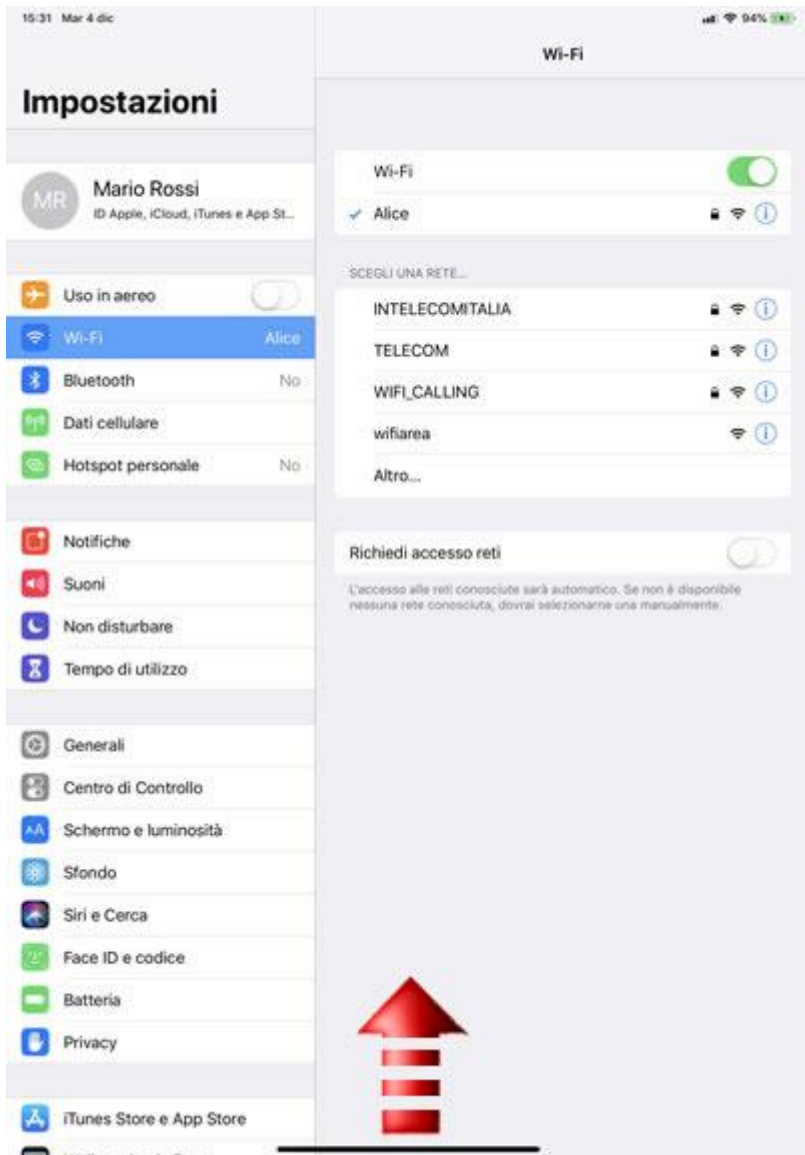 15:31 Mar 4 dic
94%
Wi-Fi
Impostazioni
MR
Mario Rossi
ID Apple, iCloud, iTunes e App St...
Uso in aereo
Wi-Fi Alice
Bluetooth No
Dati cellulare
Hotspot personale No
Notifiche
Suoni
Non disturbare
Tempo di utilizzo
Generali
Centro di Controllo
AA
Schermo e luminosità
Sfondo
Siri e Cerca
Face ID e codice
Batteria
Privacy
iTunes Store e App Store
Wi-Fi
Alice
SCEGLI UNA RETE...
INTELECOMITALIA
TELECOM
WIFI_CALLING
wifiarea
Altro...
Richiedi accesso reti
L'accesso alle reti conosciute sarà automatico. Se non è disponibile
nessuna rete conosciuta, dovrai selezionarne una manualmente.